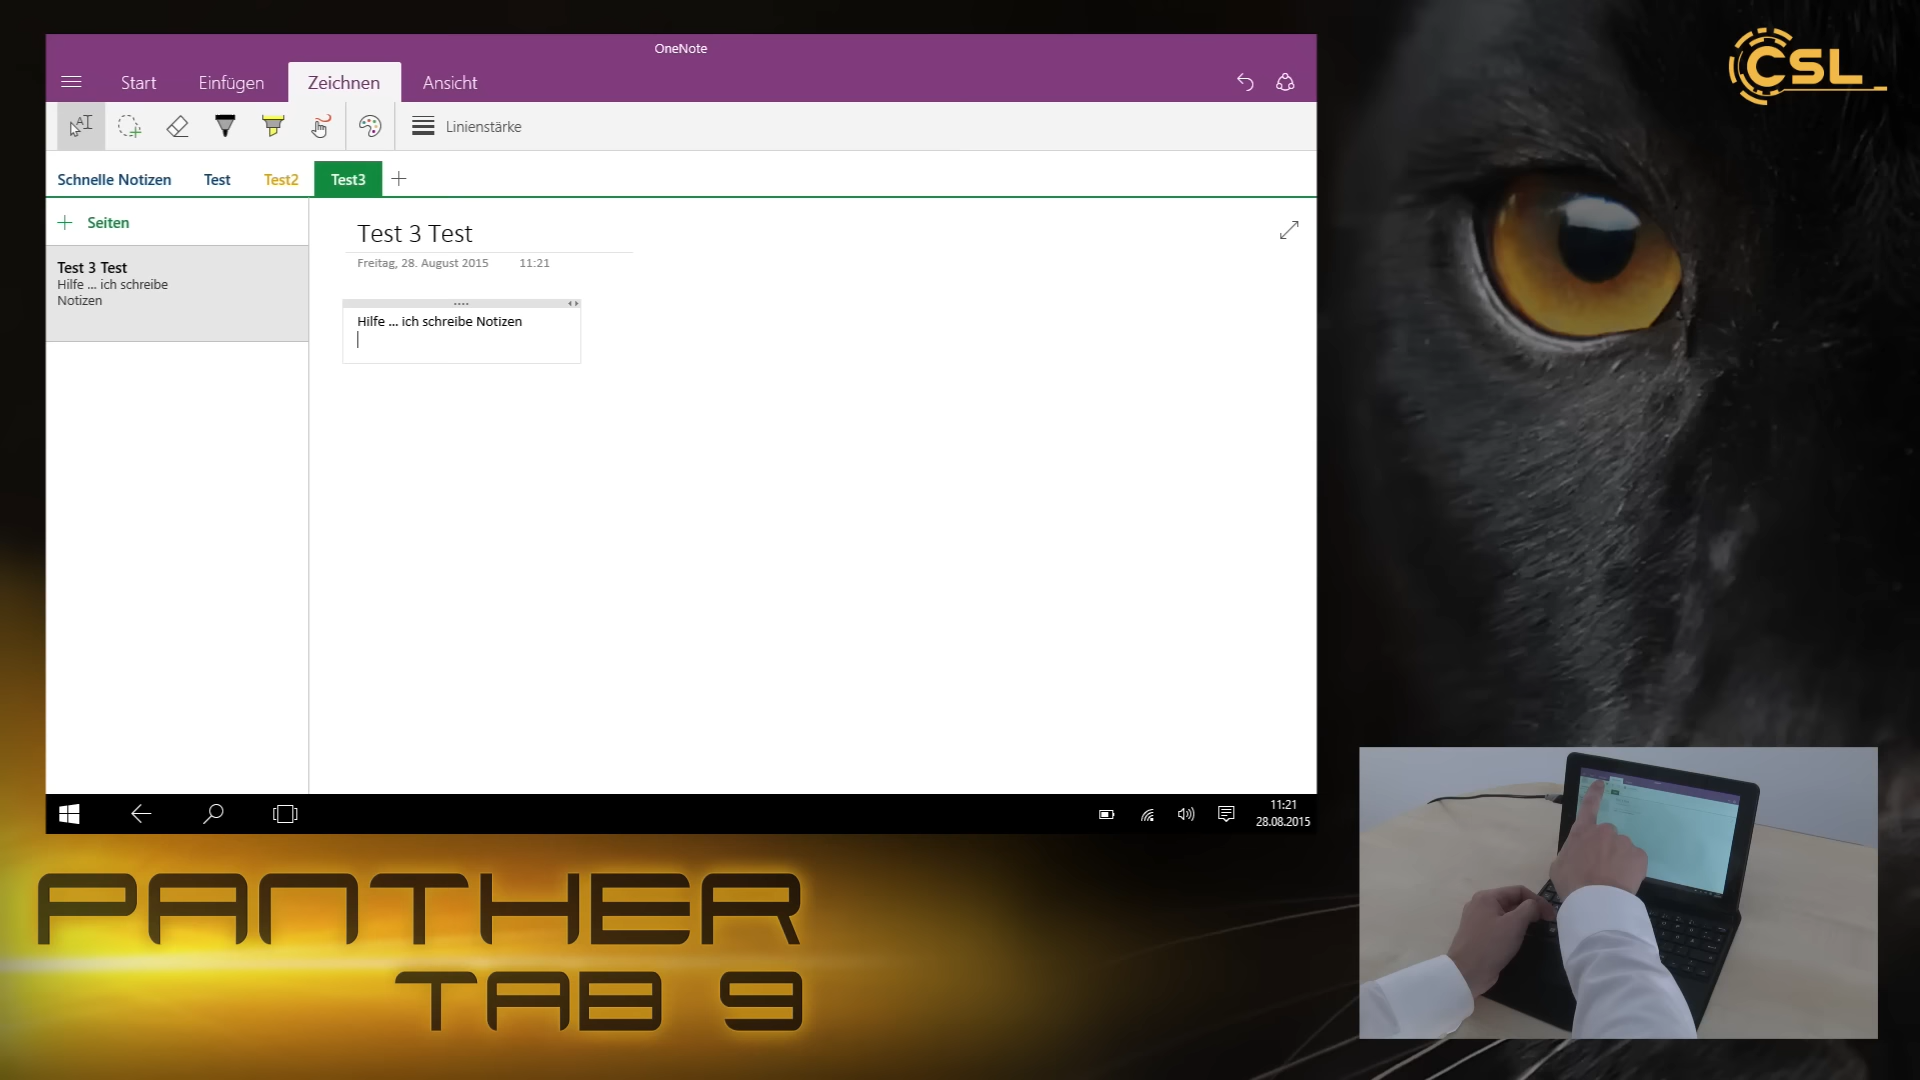 OneNote
Start Einfügen Zeichnen Ansicht
AI Linienstärke
Schnelle Notizen Test Test2 Test3
Seiten
Test 3 Test
Hilfe ... ich schreibe
Notizen
Test 3 Test
Freitag, 28. August 2015 11:21
Hilfe ... ich schreibe Notizen
11:21
28.08.2015
CSL
PANTHER
TAB 9